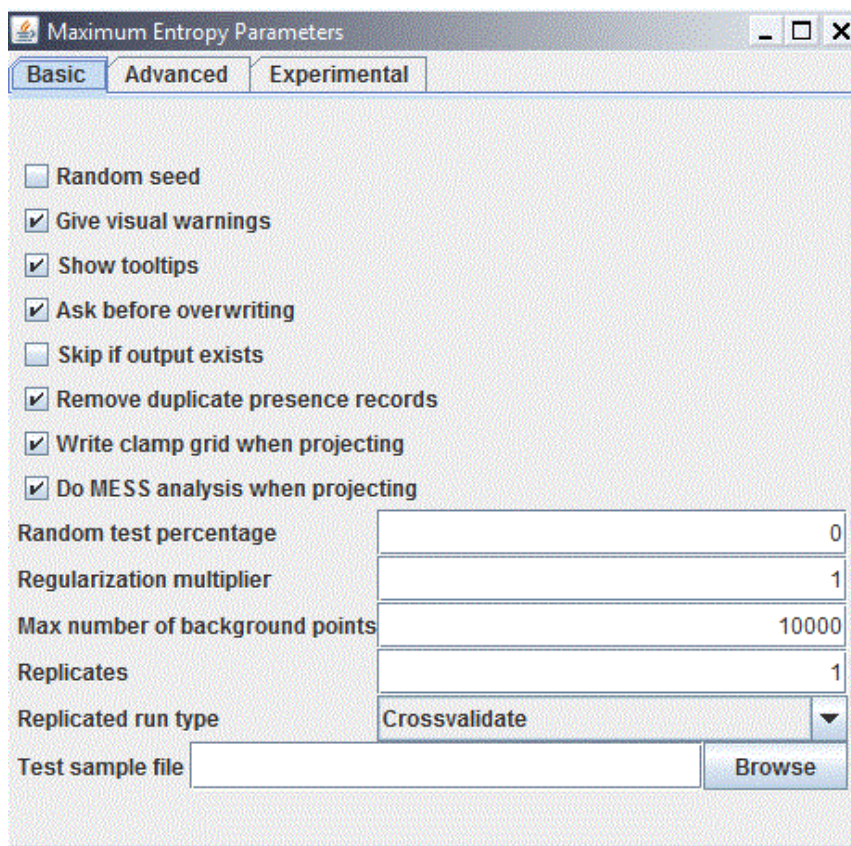 Maximum Entropy Parameters
Basic Advanced Experimental
Random seed
Give visual warnings
Show tooltips
Ask before overwriting
Skip if output exists
Remove duplicate presence records
Write clamp grid when projecting
Do MESS analysis when projecting
Random test percentage 0
Regularization multiplier 1
Max number of background points 10000
Replicates 1
Replicated run type Crossvalidate
Test sample file Browse